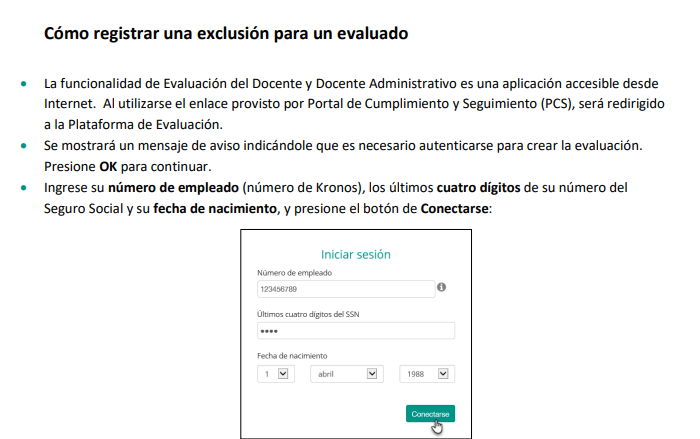 Cómo registrar una exclusión para un evaluado
• La funcionalidad de Evaluación del Docente y Docente Administrativo es una aplicación accesible desde
Internet. Al utilizarse el enlace provisto por Portal de Cumplimiento y Seguimiento (PCS), será redirigido
a la Plataforma de Evaluación.
• Se mostrará un mensaje de aviso indicándole que es necesario autenticarse para crear la evaluación.
Presione OK para continuar.
• Ingrese su número de empleado (número de Kronos), los últimos cuatro dígitos de su número del
Seguro Social y su fecha de nacimiento, y presione el botón de Conectarse:
Iniciar sesión
Número de empleado
123456789
Últimos cuatro dígitos del SSN
••••
Fecha de nacimiento
1 abril 1988
Conectarse